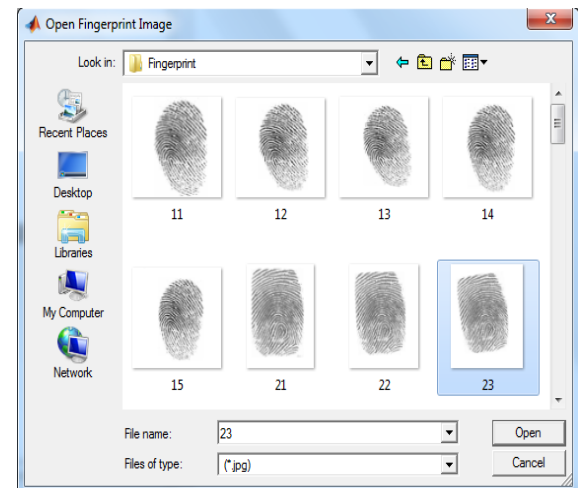 Open Fingerprint Image
Look in:
Fingerprint
Recent Places
Desktop
Libraries
My Computer
Network
11
12
13
14
15
21
22
23
File name:
23
Open
Files of type:
(*.jpg)
Cancel